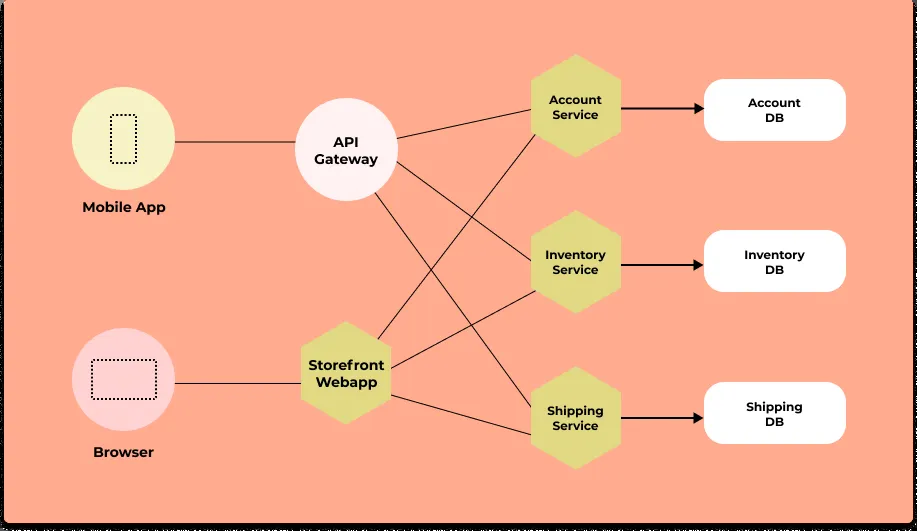 Mobile App
API
Gateway
Account
Service
Account
DB
Inventory
Service
Inventory
DB
Browser
Storefront
Webapp
Shipping
Service
Shipping
DB